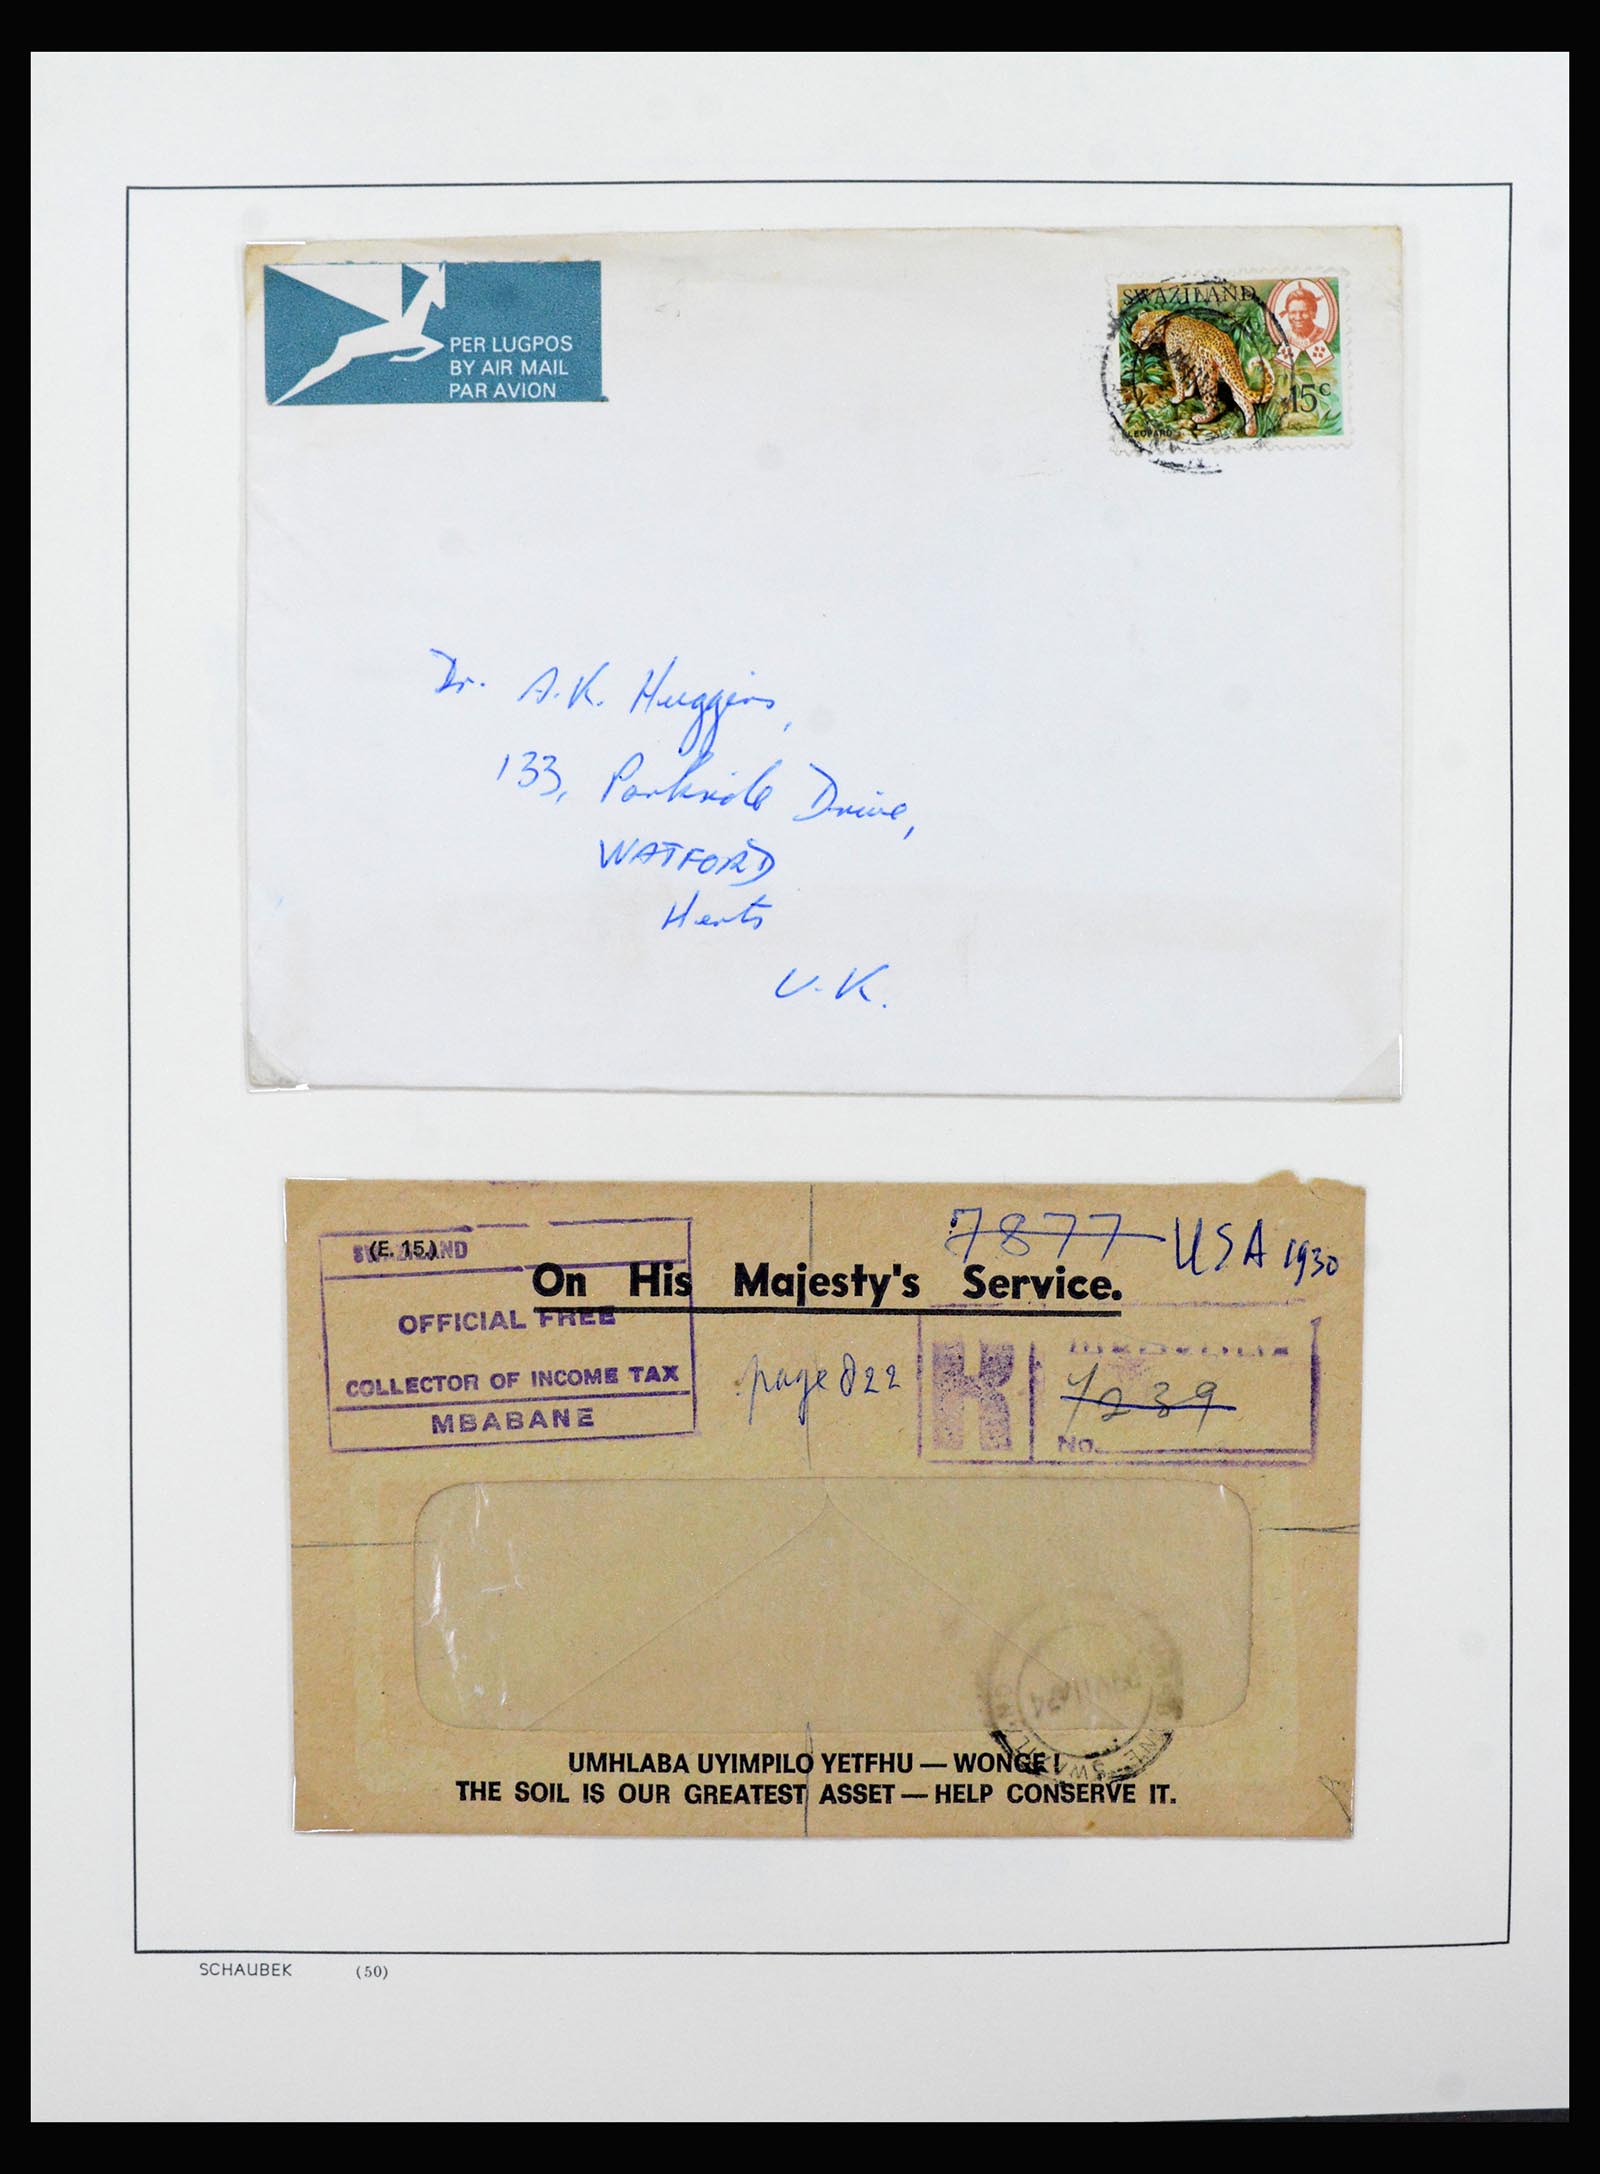 PER LUGPOS
BY AIR MAIL
PAR AVION
SWAZILAND
15c
LEOPARD
Dr. A.K. Huggins,
133, Parkside Drive,
WATFORD
Herts
U.K.
7877 USA 1930
SWAZILAND
(E. 15.)
On His Majesty's Service.
OFFICIAL FREE
COLLECTOR OF INCOME TAX
MBABANE
page 822
R
7239
No.
UMHLABA UYIMPILO YETFHU — WONGE!
THE SOIL IS OUR GREATEST ASSET — HELP CONSERVE IT.
SCHAUBEK (50)